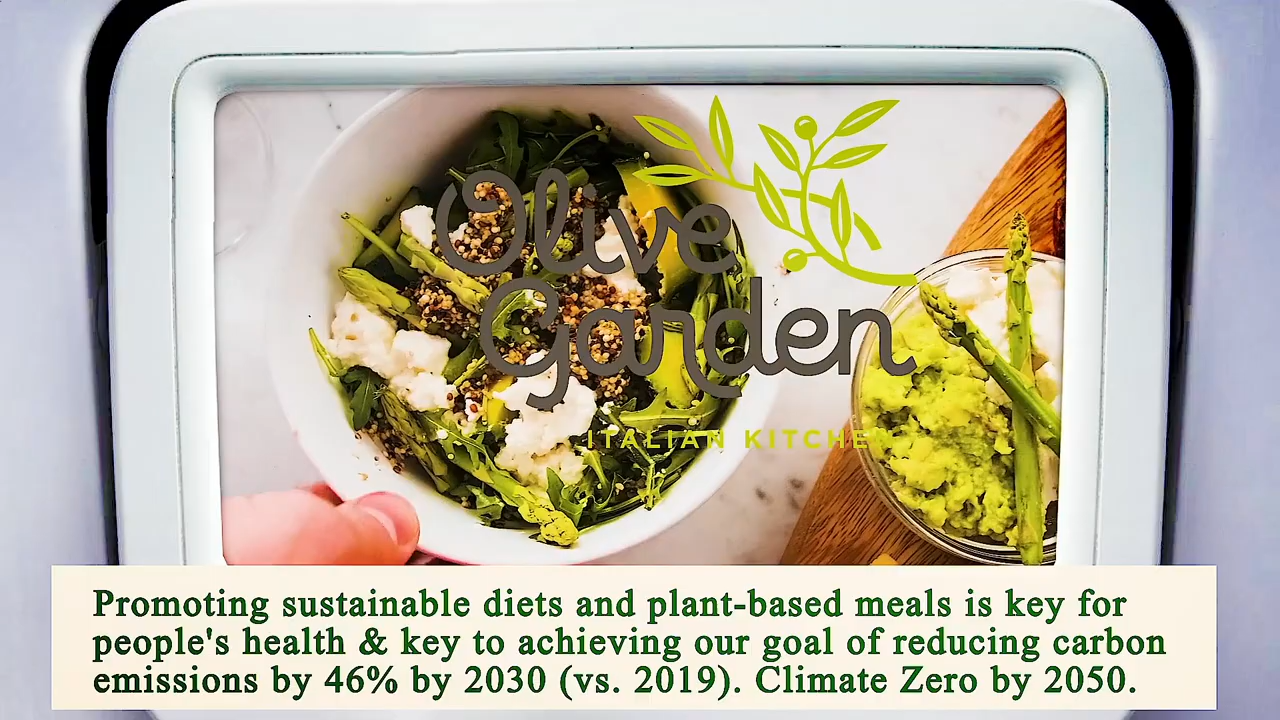 Olive
Garden
ITALIAN KITCHEN
Promoting sustainable diets and plant-based meals is key for
people's health & key to achieving our goal of reducing carbon
emissions by 46% by 2030 (vs. 2019). Climate Zero by 2050.